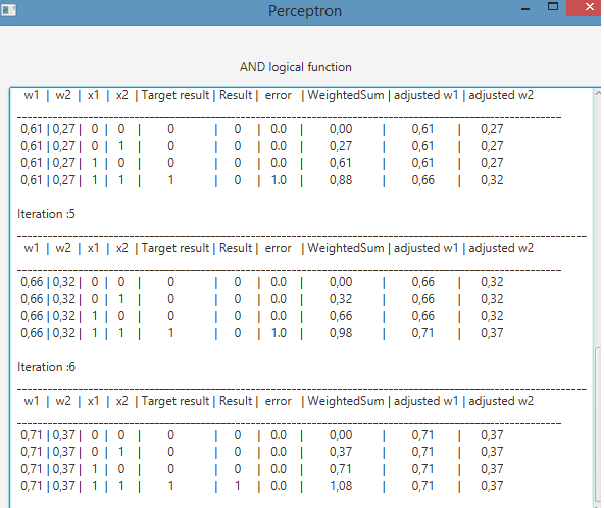 Perceptron
AND logical function
w1 | w2 | x1 | x2 | Target result | Result | error | WeightedSum | adjusted w1 | adjusted w2
0,61 | 0,27 | 0 | 0 | 0 | 0 | 0.0 | 0,00 | 0,61 | 0,27
0,61 | 0,27 | 0 | 1 | 0 | 0 | 0.0 | 0,27 | 0,61 | 0,27
0,61 | 0,27 | 1 | 0 | 0 | 0 | 0.0 | 0,61 | 0,61 | 0,27
0,61 | 0,27 | 1 | 1 | 1 | 0 | 1.0 | 0,88 | 0,66 | 0,32
Iteration :5
w1 | w2 | x1 | x2 | Target result | Result | error | WeightedSum | adjusted w1 | adjusted w2
0,66 | 0,32 | 0 | 0 | 0 | 0 | 0.0 | 0,00 | 0,66 | 0,32
0,66 | 0,32 | 0 | 1 | 0 | 0 | 0.0 | 0,32 | 0,66 | 0,32
0,66 | 0,32 | 1 | 0 | 0 | 0 | 0.0 | 0,66 | 0,66 | 0,32
0,66 | 0,32 | 1 | 1 | 1 | 0 | 1.0 | 0,98 | 0,71 | 0,37
Iteration :6
w1 | w2 | x1 | x2 | Target result | Result | error | WeightedSum | adjusted w1 | adjusted w2
0,71 | 0,37 | 0 | 0 | 0 | 0 | 0.0 | 0,00 | 0,71 | 0,37
0,71 | 0,37 | 0 | 1 | 0 | 0 | 0.0 | 0,37 | 0,71 | 0,37
0,71 | 0,37 | 1 | 0 | 0 | 0 | 0.0 | 0,71 | 0,71 | 0,37
0,71 | 0,37 | 1 | 1 | 1 | 1 | 0.0 | 1,08 | 0,71 | 0,37